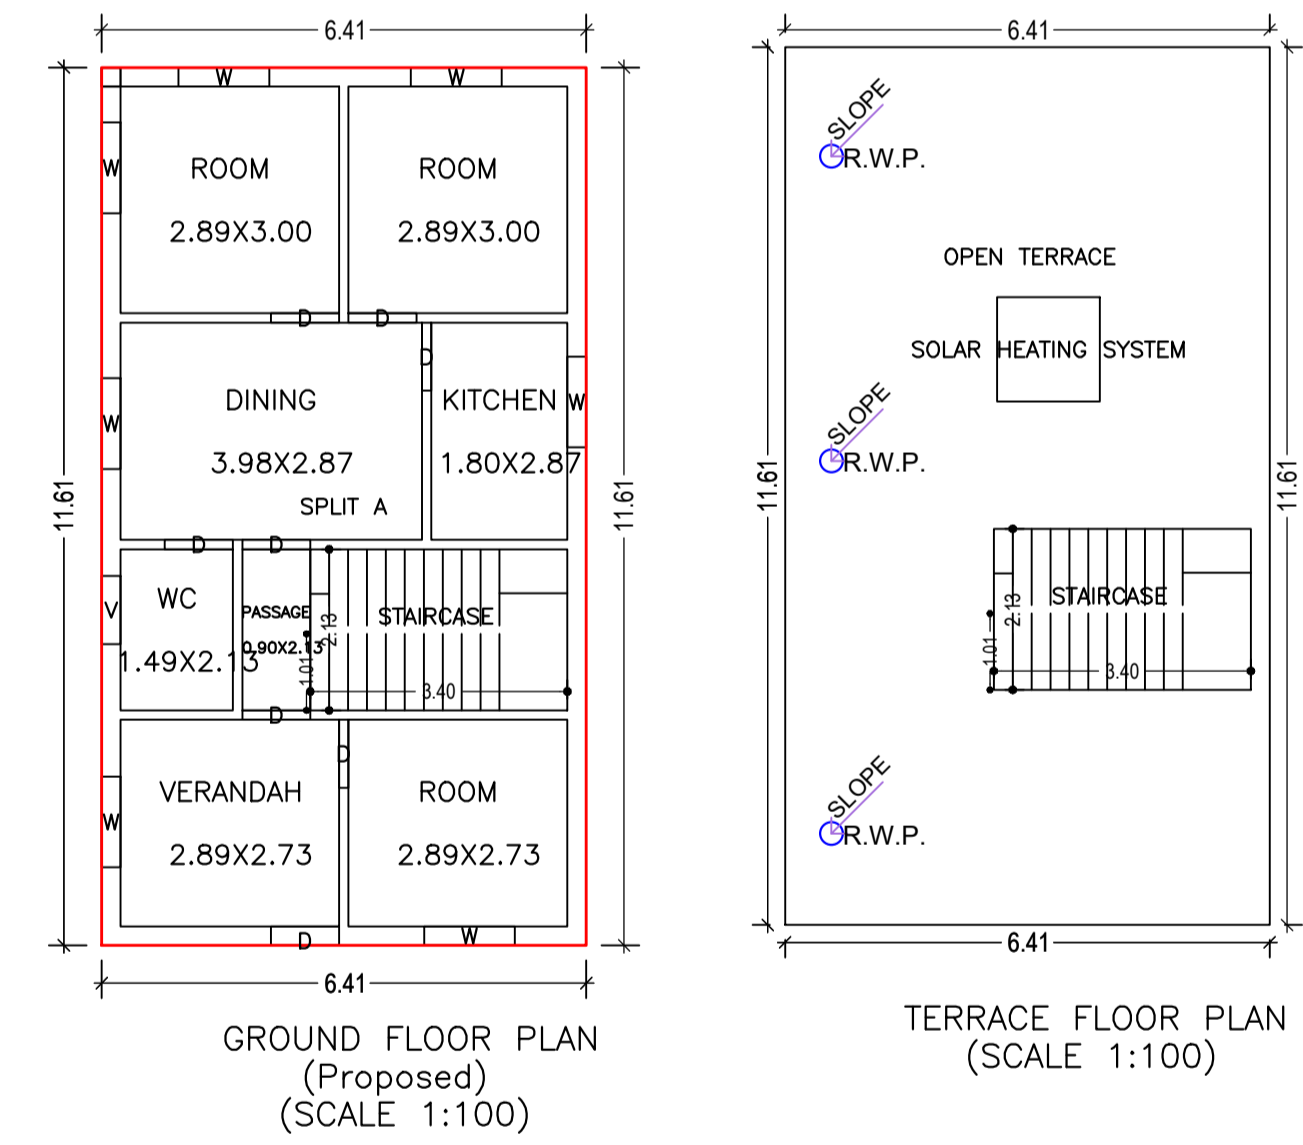 6.41
W W
W
ROOM
2.89X3.00
ROOM
2.89X3.00
D D
D
DINING
3.98X2.87
SPLIT A
KITCHEN
1.80X2.87
W
W
11.61
11.61
D D
V
WC
1.49X2.13
PASSAGE
0.90X2.13
1.01
2.13
STAIRCASE
3.40
D
D
VERANDAH
2.89X2.73
ROOM
2.89X2.73
W
D
W
6.41
GROUND FLOOR PLAN
(Proposed)
(SCALE 1:100)
6.41
SLOPE
R.W.P.
OPEN TERRACE
SOLAR HEATING SYSTEM
SLOPE
R.W.P.
11.61
11.61
STAIRCASE
2.13
1.01
3.40
SLOPE
R.W.P.
6.41
TERRACE FLOOR PLAN
(SCALE 1:100)